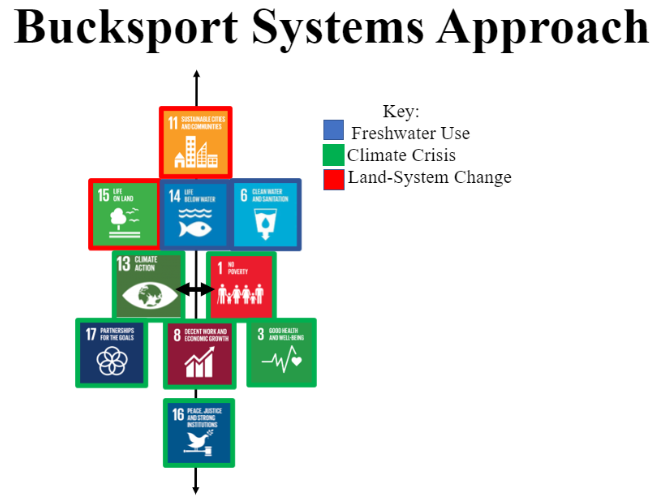 Bucksport Systems Approach
Key:
Freshwater Use
Climate Crisis
Land-System Change
11 SUSTAINABLE CITIES
AND COMMUNITIES
15 LIFE
ON LAND
14 LIFE
BELOW WATER
6 CLEAN WATER
AND SANITATION
13 CLIMATE
ACTION
1 NO
POVERTY
17 PARTNERSHIPS
FOR THE GOALS
8 DECENT WORK AND
ECONOMIC GROWTH
3 GOOD HEALTH
AND WELL-BEING
16 PEACE, JUSTICE
AND STRONG
INSTITUTIONS